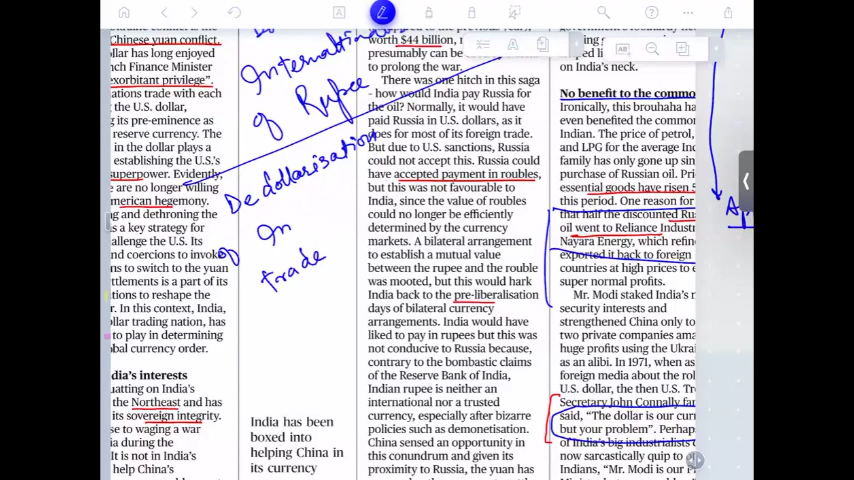 Chinese yuan conflict.
llar has long enjoyed
nch Finance Minister
exorbitant privilege".
ations trade with each
the U.S. dollar,
g its pre-eminence as
reserve currency. The
in the dollar plays a
establishing the U.S.'s
superpower. Evidently,
e are no longer willing
merican hegemony.
g and dethroning the
s a key strategy for
allenge the U.S. Its
nd coercions to invoke
ns to switch to the yuan
ttlements is a part of its
tions to reshape the
r. In this context, India,
llar trading nation, has
to play in determining
bal currency order.
dia's interests
uatting on India's
the Northeast and has
its sovereign integrity.
se to waging a war
ia during the
It is not in India's
help China's
of Rupee
Dedollarisation
In
trade
India has been
boxed into
helping China in
its currency
worth $44 billion,
presumably can be
to prolong the war.
There was one hitch in this saga
- how would India pay Russia for
the oil? Normally, it would have
paid Russia in U.S. dollars, as it
does for most of its foreign trade.
But due to U.S. sanctions, Russia
could not accept this. Russia could
have accepted payment in roubles,
but this was not favourable to
India, since the value of roubles
could no longer be efficiently
determined by the currency
markets. A bilateral arrangement
to establish a mutual value
between the rupee and the rouble
was mooted, but this would hark
India back to the pre-liberalisation
days of bilateral currency
arrangements. India would have
liked to pay in rupees but this was
not conducive to Russia because,
contrary to the bombastic claims
of the Reserve Bank of India,
Indian rupee is neither an
international nor a trusted
currency, especially after bizarre
policies such as demonetisation.
China sensed an opportunity in
this conundrum and given its
proximity to Russia, the yuan has
on India's neck.
No benefit to the commo
Ironically, this brouhaha ha
even benefited the common
Indian. The price of petrol,
and LPG for the average Ind
family has only gone up sin
purchase of Russian oil. Pri
essential goods have risen 5
this period. One reason for
that half the discounted Rus
oil went to Reliance Indust
Nayara Energy, which refin
exported it back to foreign
countries at high prices to e
super normal profits.
Mr. Modi staked India's n
security interests and
strengthened China only to
two private companies ama
huge profits using the Ukra
as an alibi. In 1971, when as
foreign media about the rol
U.S. dollar, the then U.S. Tr
Secretary John Connally fa
said, "The dollar is our curr
but your problem". Perhap
of India's big industrialists
now sarcastically quip to
Indians, "Mr. Modi is our P